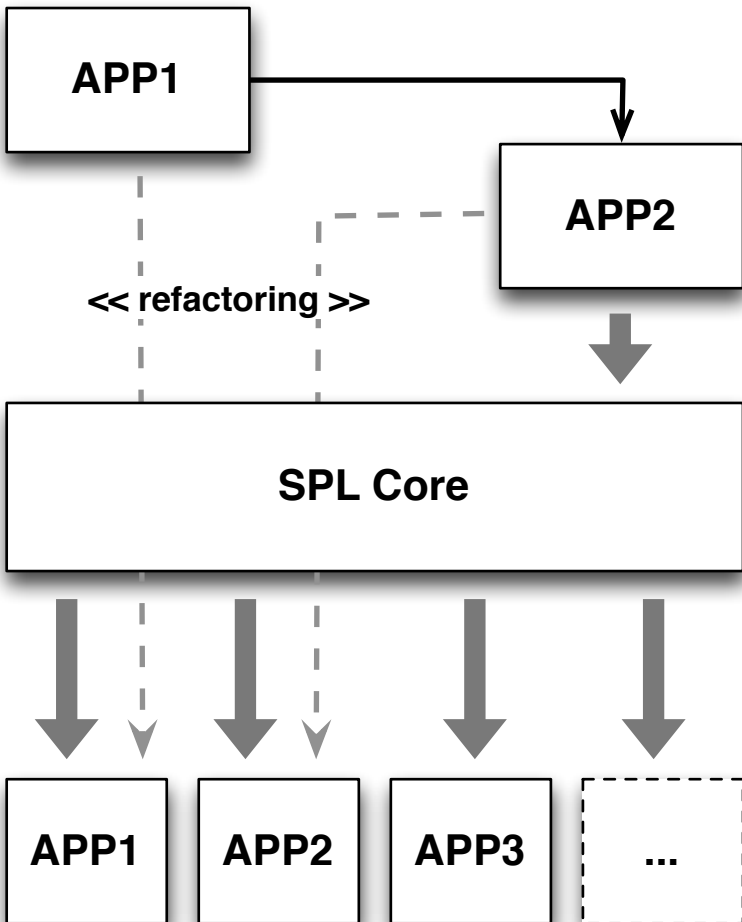 APP1
APP2
<< refactoring >>
SPL Core
APP1
APP2
APP3
...